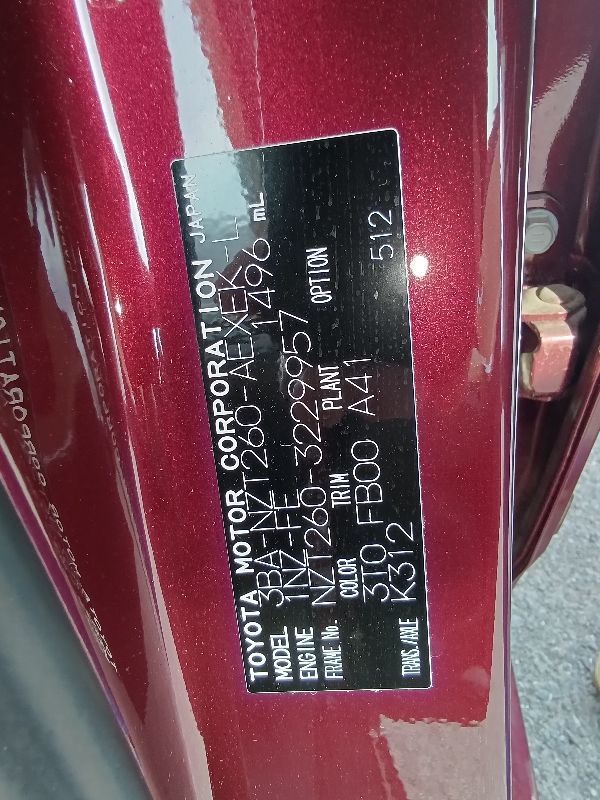 TOYOTA MOTOR CORPORATION JAPAN
MODEL 3BA-NZT260-AEXEK L
ENGINE 1NZ-FE 1496 mL
FRAME No. NZT260-3229957
COLOR TRIM PLANT OPTION
3T0 FB00 A41 512
TRANS./AXLE K312